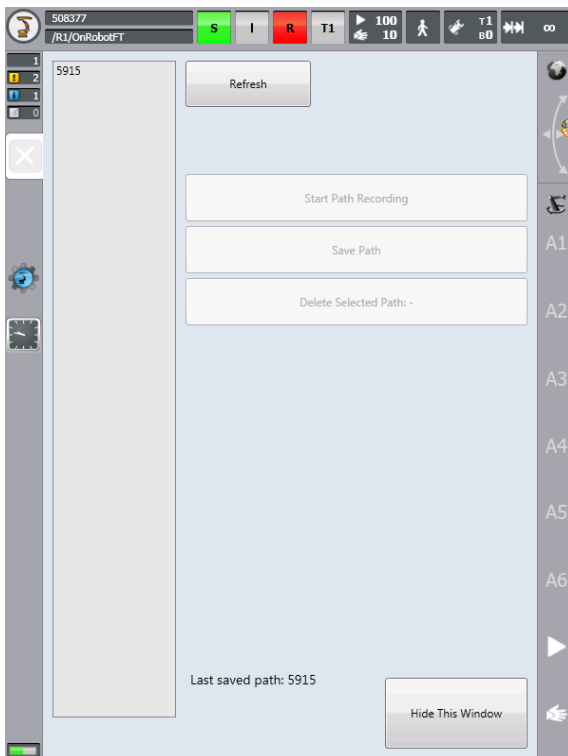 508377
/R1/OnRobotFT
S I R T1 100 10 T1 B0 ∞
1
2
1
0
5915
Refresh
Start Path Recording
Save Path
Delete Selected Path: -
A1
A2
A3
A4
A5
A6
Last saved path: 5915
Hide This Window